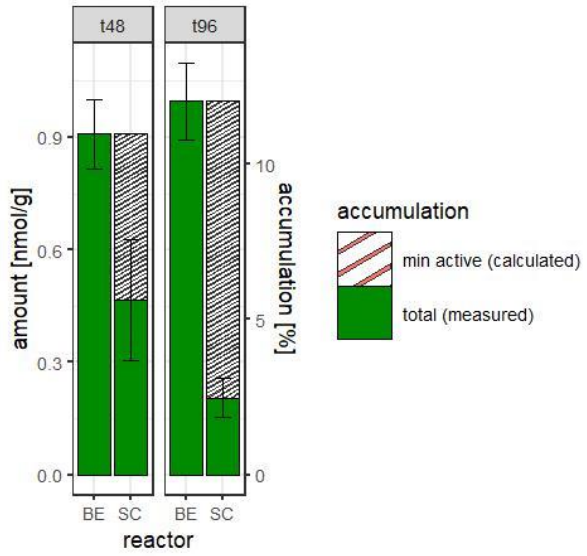 t48
t96
amount [nmol/g]
0.9
0.6
0.3
0.0
10
5
0
accumulation [%]
BE
SC
BE
SC
reactor
accumulation
min active (calculated)
total (measured)